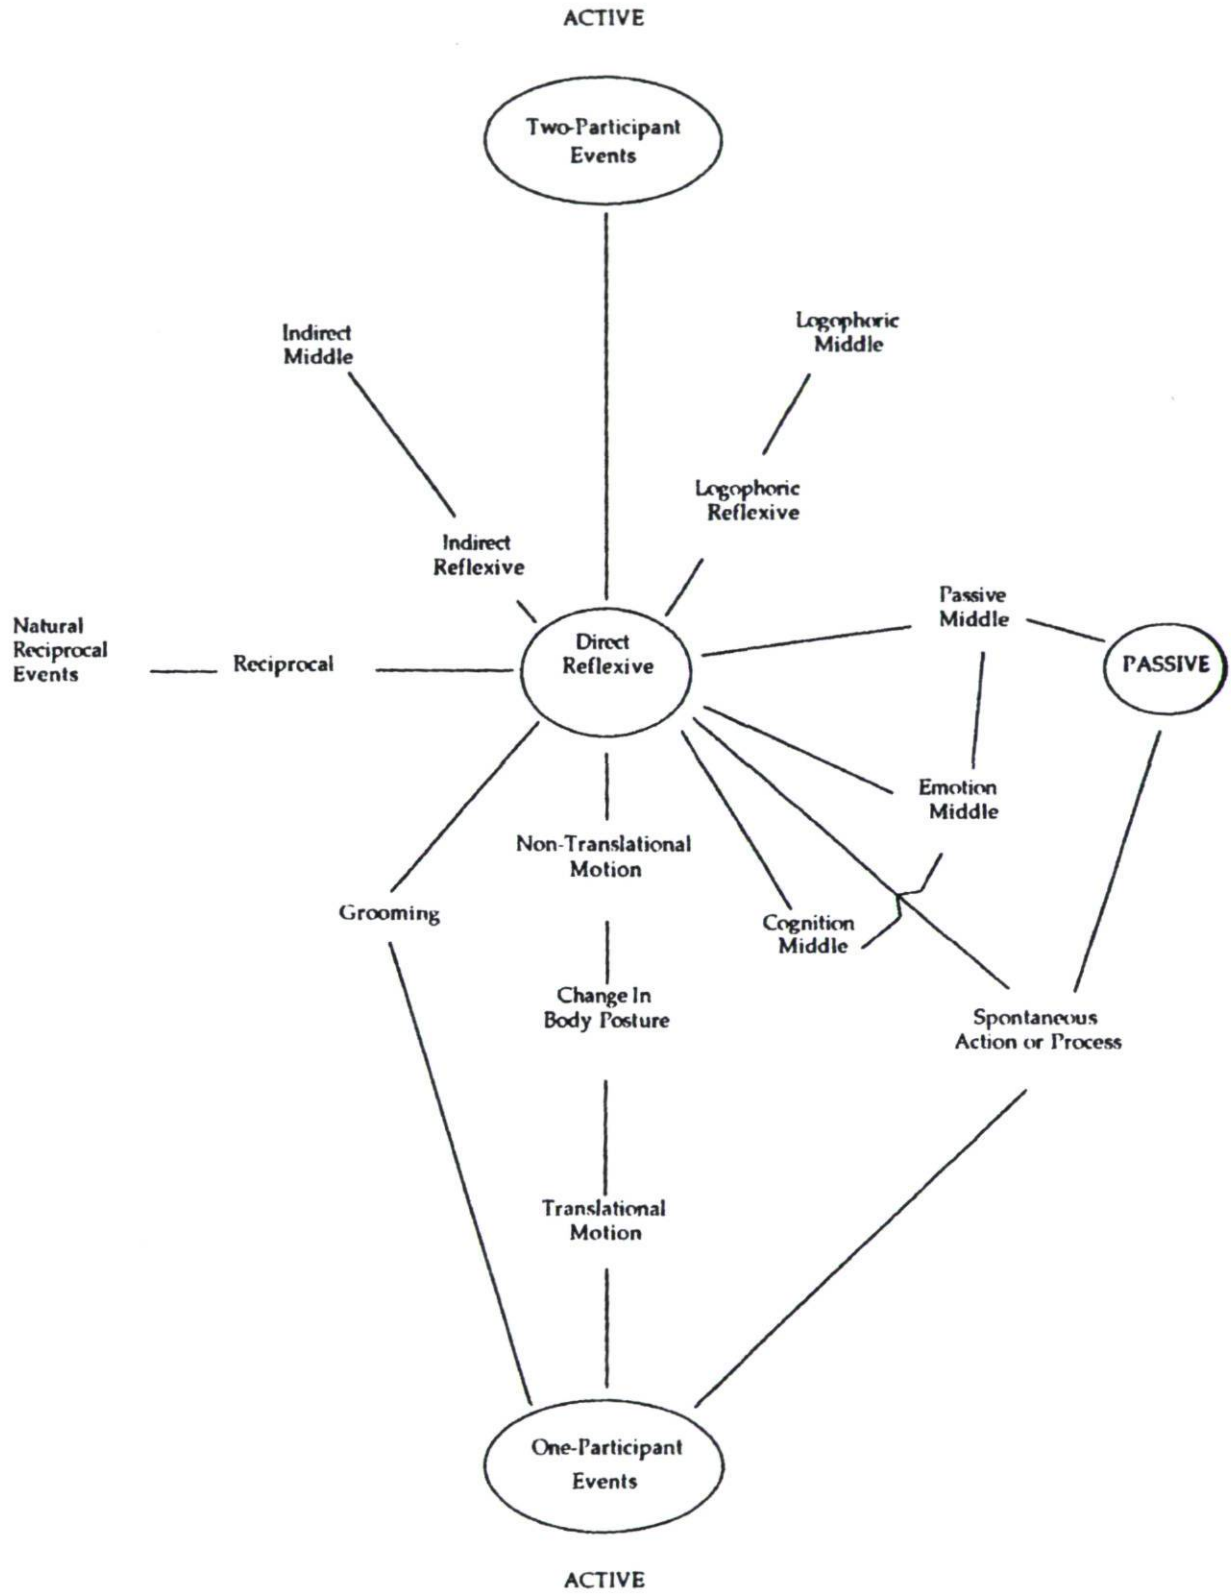 ACTIVE
Two-Participant
Events
Indirect
Middle
Logophoric
Middle
Logophoric
Reflexive
Indirect
Reflexive
Natural
Reciprocal
Events
Reciprocal
Direct
Reflexive
Passive
Middle
PASSIVE
Emotion
Middle
Non-Translational
Motion
Grooming
Cognition
Middle
Change In
Body Posture
Spontaneous
Action or Process
Translational
Motion
One-Participant
Events
ACTIVE